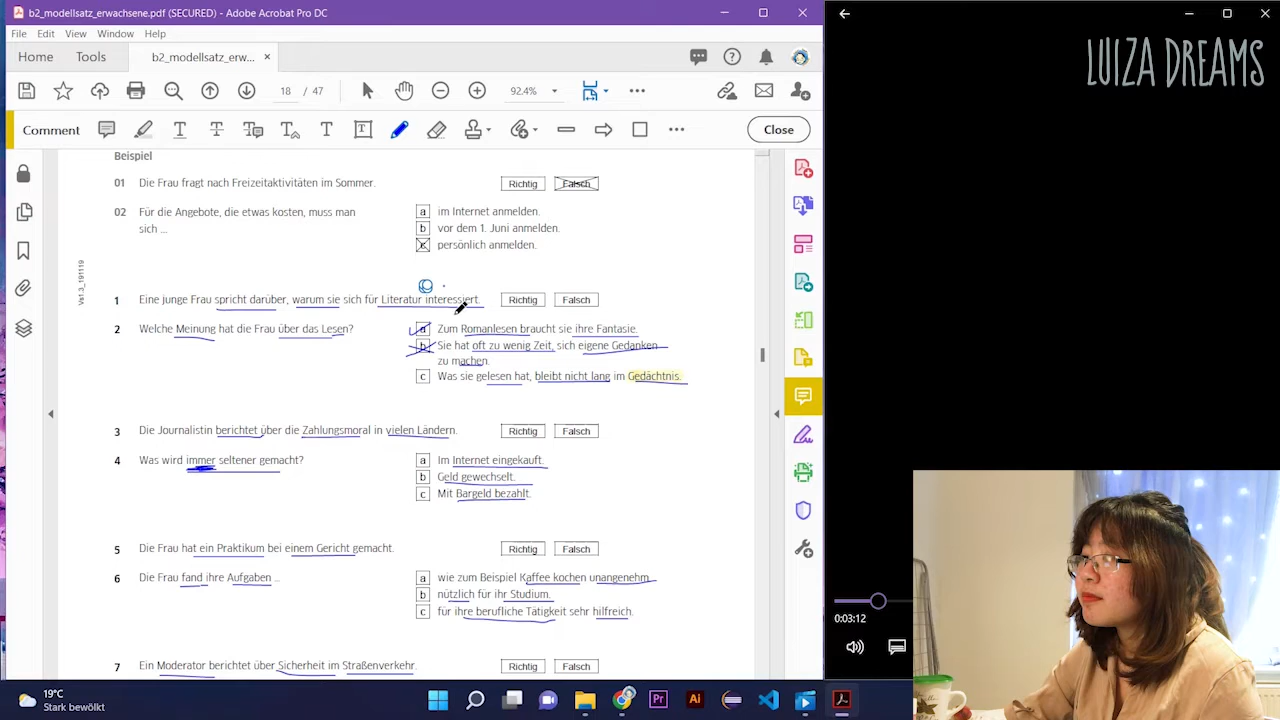 b2_modellsatz_erwachsene.pdf (SECURED) - Adobe Acrobat Pro DC
File Edit View Window Help
Home Tools b2_modellsatz_erw... ×
18 / 47 92.4%
Comment Close
LUIZA DREAMS
Beispiel
01 Die Frau fragt nach Freizeitaktivitäten im Sommer. Richtig Falsch
02 Für die Angebote, die etwas kosten, muss man
sich ...
a im Internet anmelden.
b vor dem 1. Juni anmelden.
c persönlich anmelden.
Vs1.3_191119
1 Eine junge Frau spricht darüber, warum sie sich für Literatur interessiert. Richtig Falsch
2 Welche Meinung hat die Frau über das Lesen?
a Zum Romanlesen braucht sie ihre Fantasie.
b Sie hat oft zu wenig Zeit, sich eigene Gedanken
zu machen.
c Was sie gelesen hat, bleibt nicht lang im Gedächtnis.
3 Die Journalistin berichtet über die Zahlungsmoral in vielen Ländern. Richtig Falsch
4 Was wird immer seltener gemacht?
a Im Internet eingekauft.
b Geld gewechselt.
c Mit Bargeld bezahlt.
5 Die Frau hat ein Praktikum bei einem Gericht gemacht. Richtig Falsch
6 Die Frau fand ihre Aufgaben ...
a wie zum Beispiel Kaffee kochen unangenehm.
b nützlich für ihr Studium.
c für ihre berufliche Tätigkeit sehr hilfreich.
7 Ein Moderator berichtet über Sicherheit im Straßenverkehr. Richtig Falsch
0:03:12
19°C
Stark bewölkt
Pr Ai